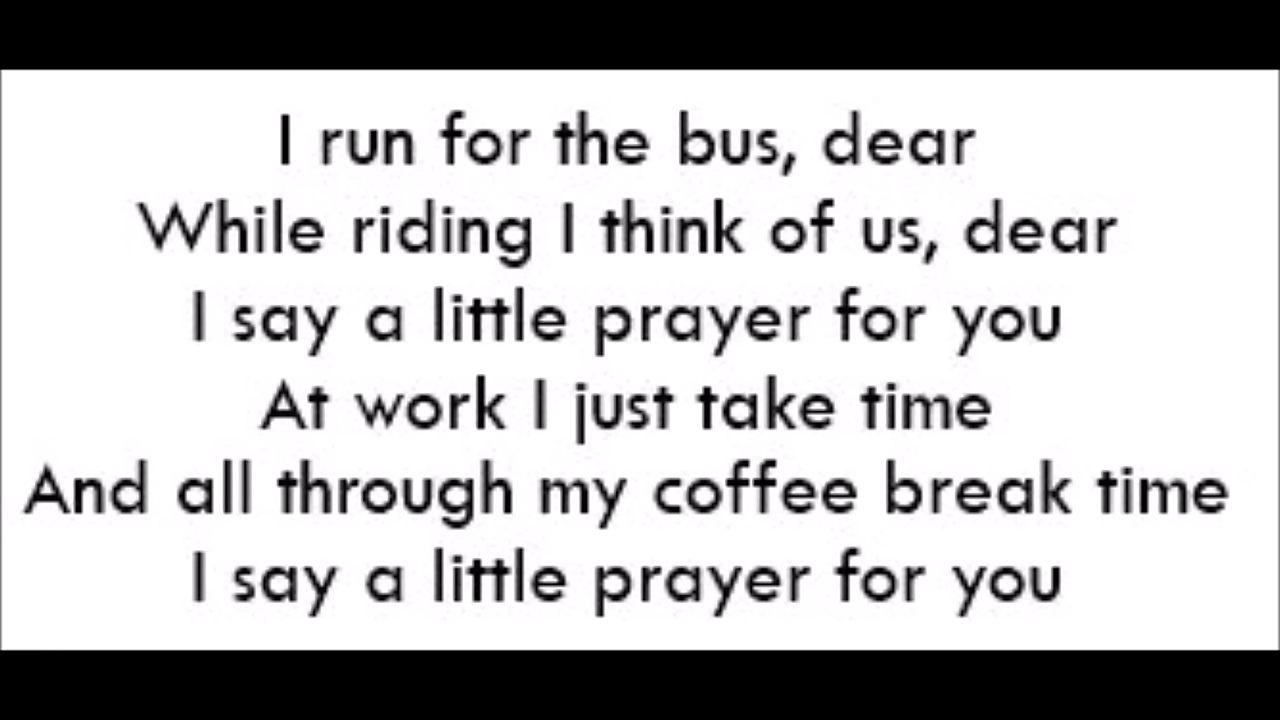 I run for the bus, dear
While riding I think of us, dear
I say a little prayer for you
At work I just take time
And all through my coffee break time
I say a little prayer for you